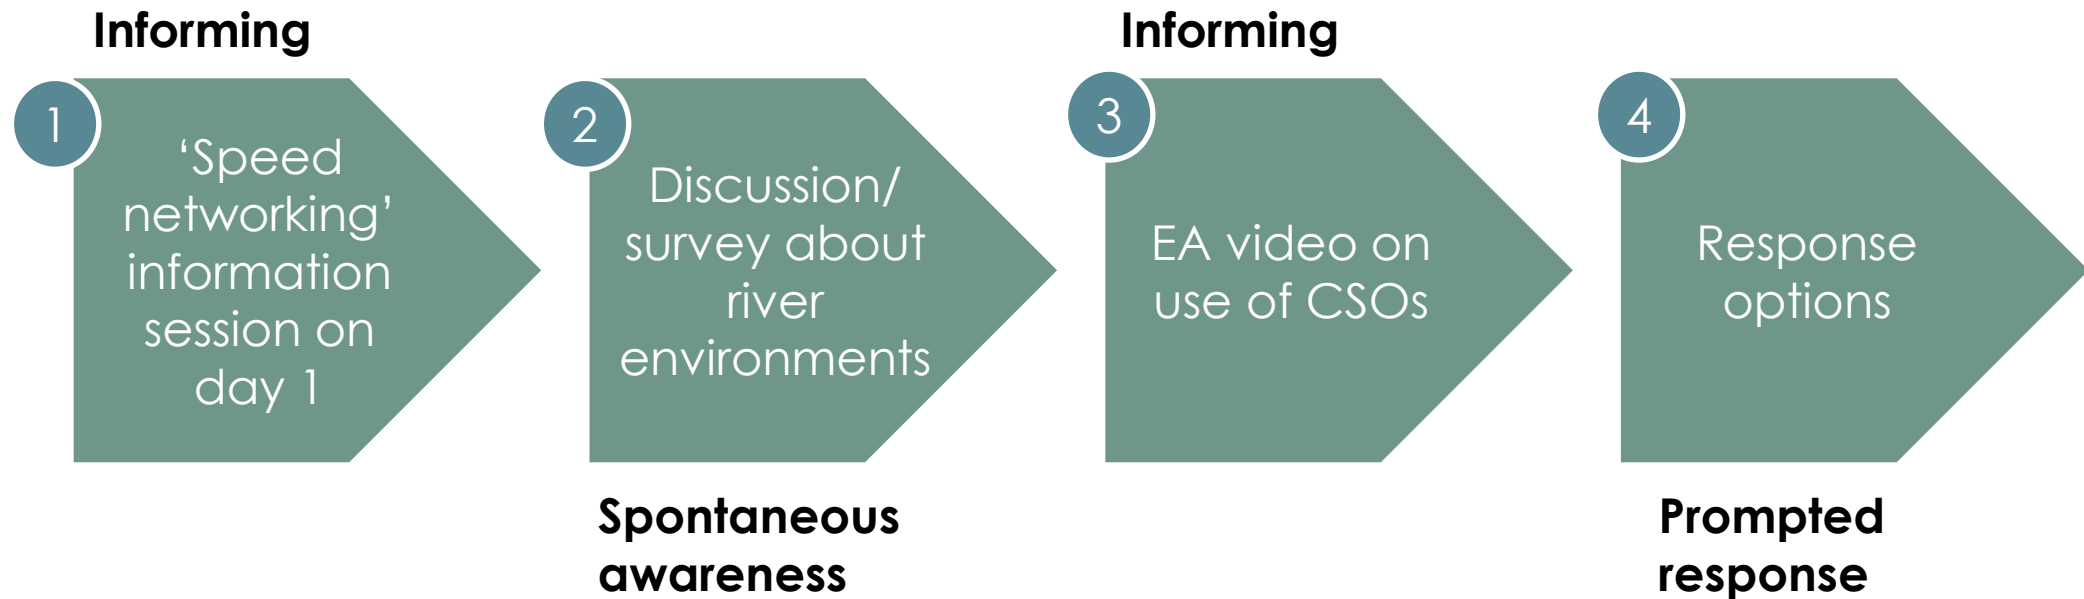 Informing
1
‘Speed
networking’
information
session on
day 1
2
Discussion/
survey about
river
environments
Spontaneous
awareness
Informing
3
EA video on
use of CSOs
4
Response
options
Prompted
response